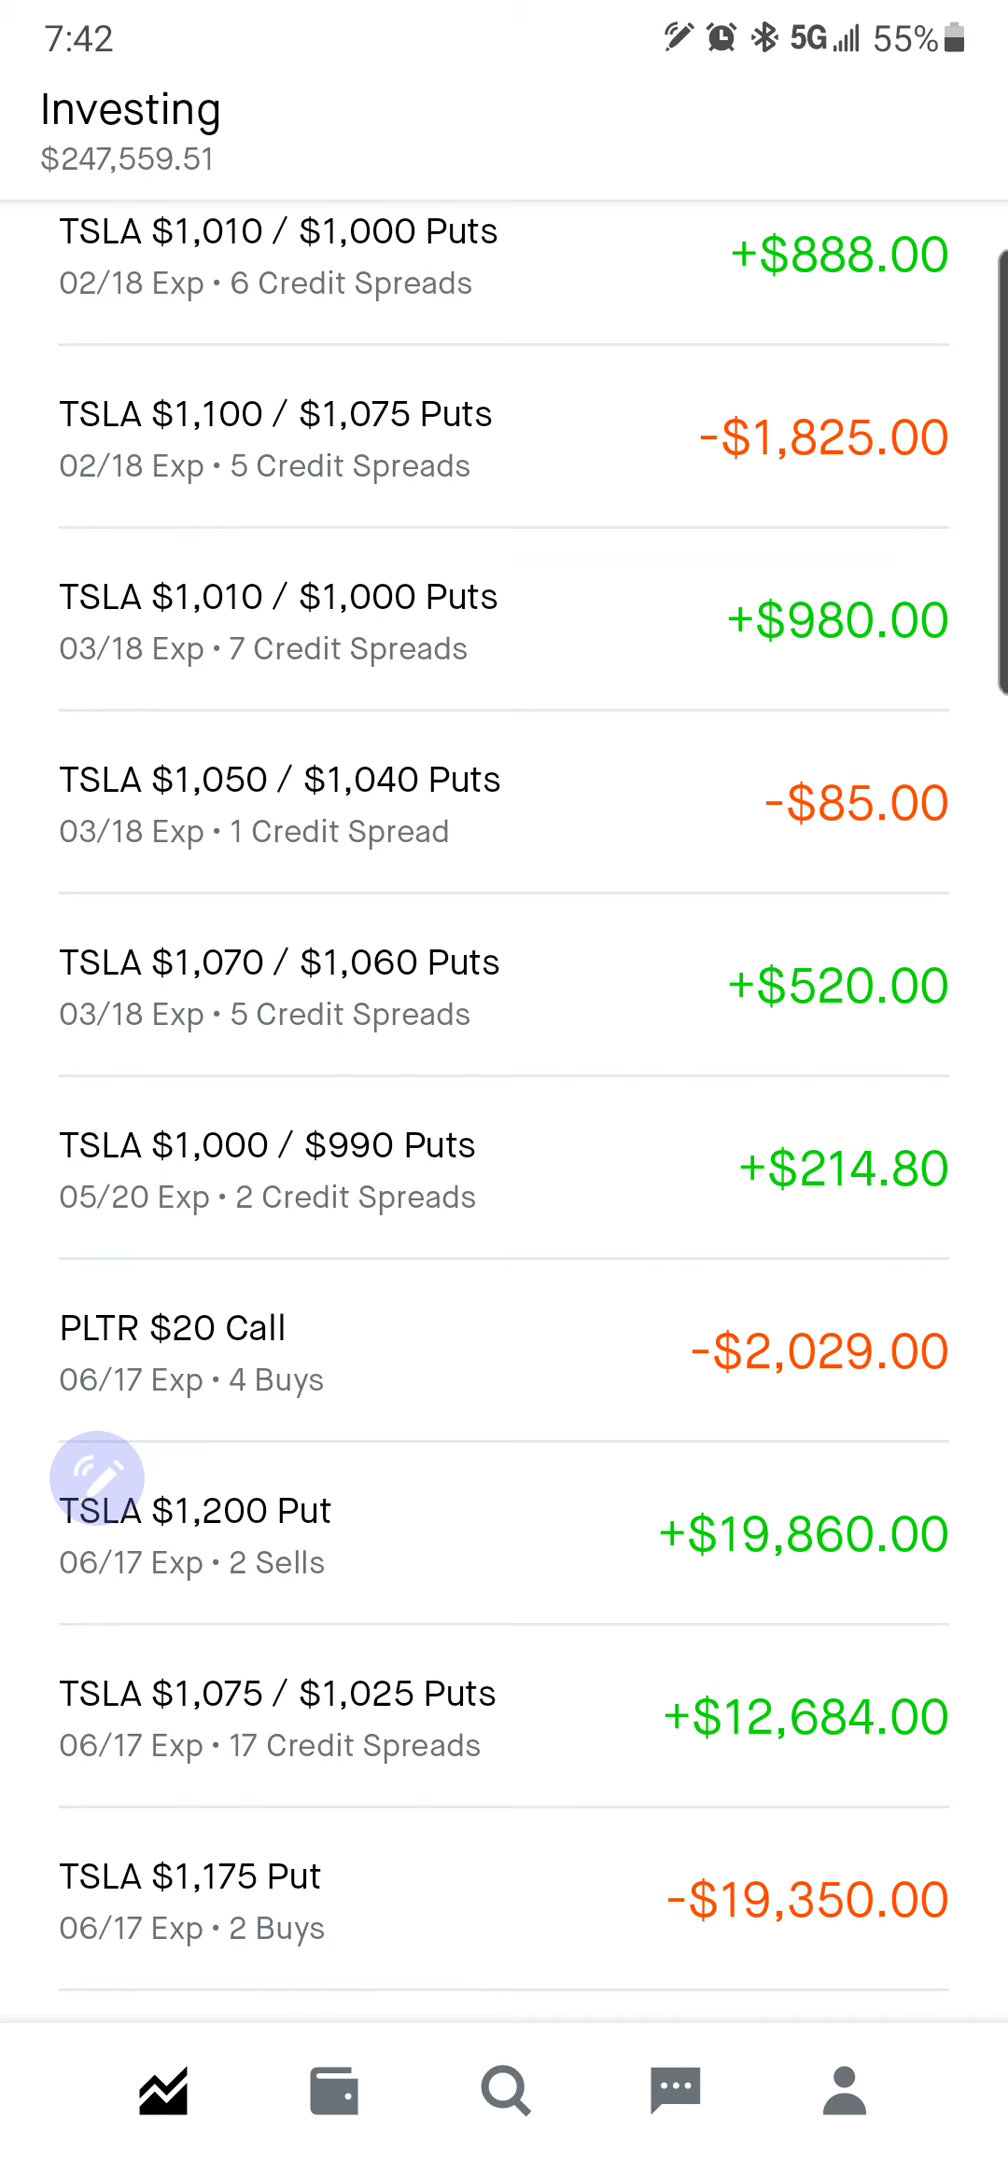 7:42 5G 55%
Investing
$247,559.51
TSLA $1,010 / $1,000 Puts
+$888.00
02/18 Exp • 6 Credit Spreads
TSLA $1,100 / $1,075 Puts
-$1,825.00
02/18 Exp • 5 Credit Spreads
TSLA $1,010 / $1,000 Puts
+$980.00
03/18 Exp • 7 Credit Spreads
TSLA $1,050 / $1,040 Puts
-$85.00
03/18 Exp • 1 Credit Spread
TSLA $1,070 / $1,060 Puts
+$520.00
03/18 Exp • 5 Credit Spreads
TSLA $1,000 / $990 Puts
+$214.80
05/20 Exp • 2 Credit Spreads
PLTR $20 Call
-$2,029.00
06/17 Exp • 4 Buys
TSLA $1,200 Put
+$19,860.00
06/17 Exp • 2 Sells
TSLA $1,075 / $1,025 Puts
+$12,684.00
06/17 Exp • 17 Credit Spreads
TSLA $1,175 Put
-$19,350.00
06/17 Exp • 2 Buys